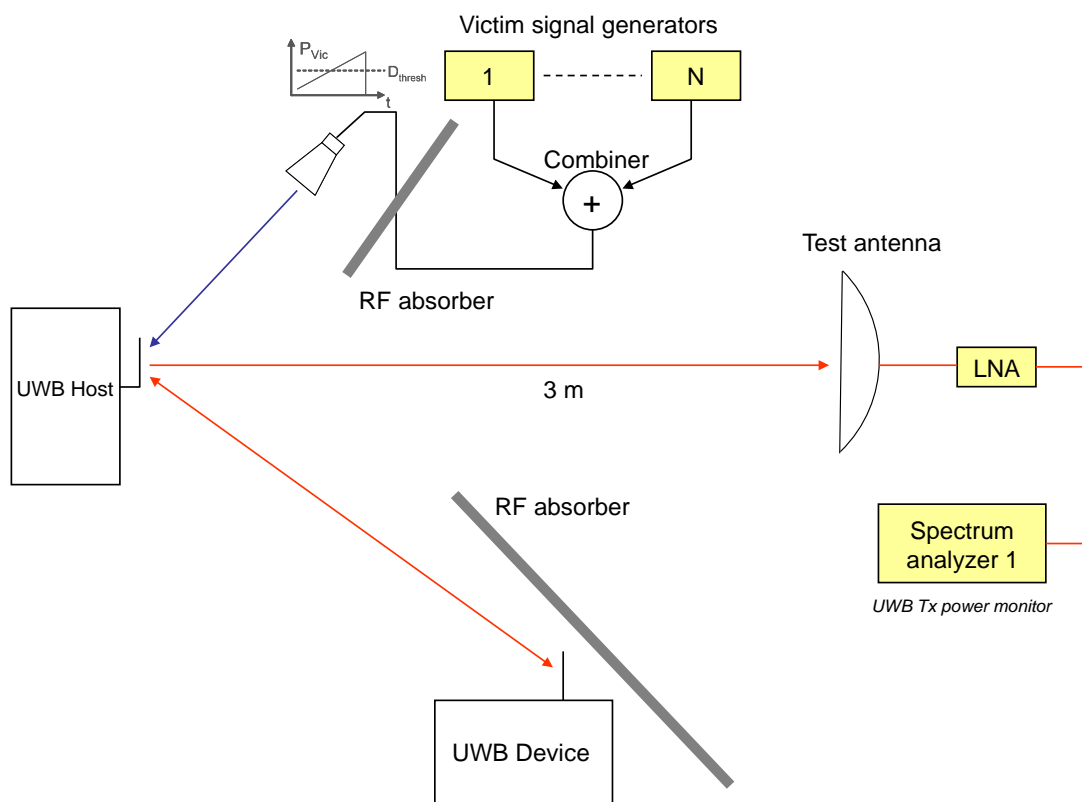 Victim signal generators
P Vic
D thresh
t
1
N
Combiner
+
RF absorber
Test antenna
UWB Host
3 m
LNA
RF absorber
Spectrum
analyzer 1
UWB Tx power monitor
UWB Device